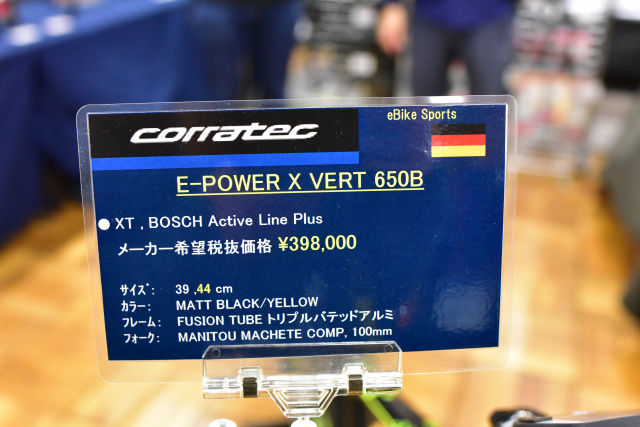 eBike Sports
corratec
E-POWER X VERT 650B
● XT , BOSCH Active Line Plus
メーカー希望税抜価格 ¥398,000
ｻｲｽﾞ: 39 ,44 cm
カラー: MATT BLACK/YELLOW
フレーム: FUSION TUBE トリプルバテッドアルミ
フォーク: MANITOU MACHETE COMP, 100mm